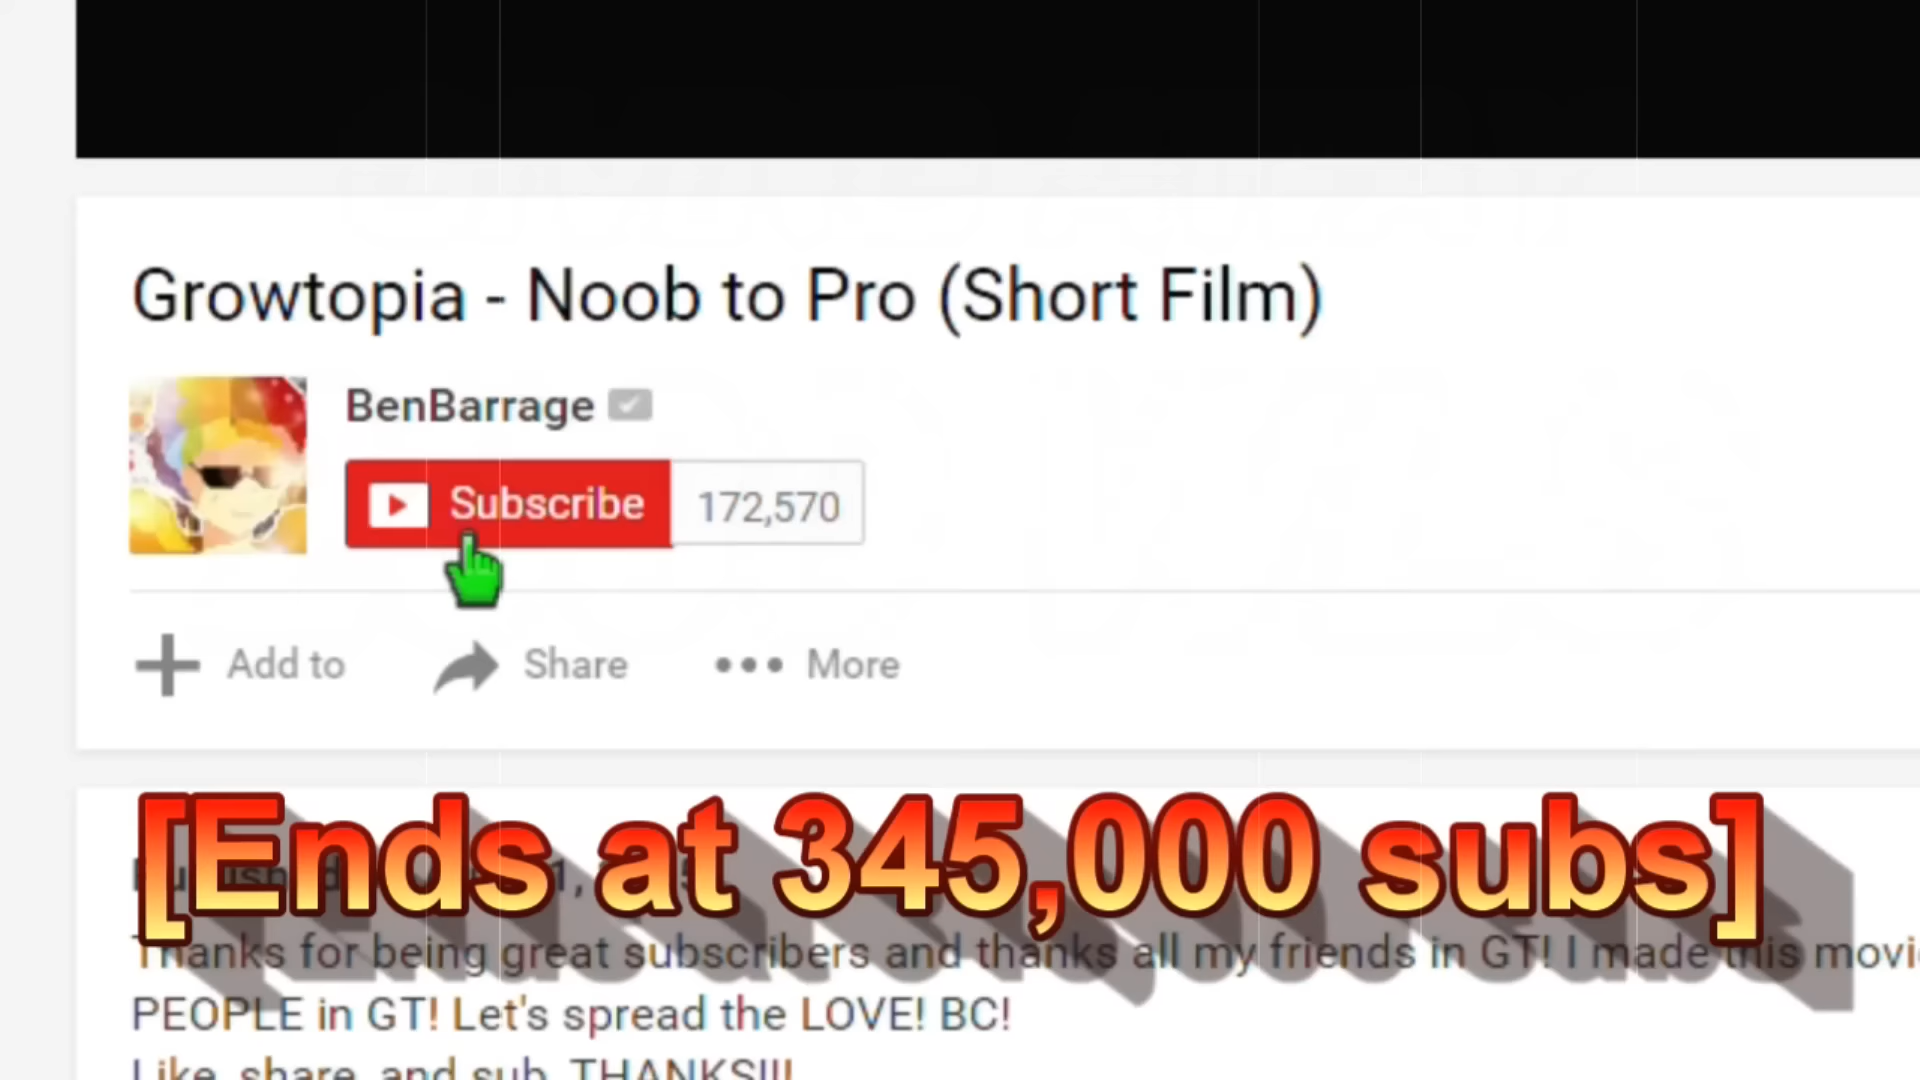 Growtopia - Noob to Pro (Short Film)
BenBarrage
Subscribe 172,570
Add to Share More
[Ends at 345,000 subs]
Thanks for being great subscribers and thanks all my friends in GT! I made this movi
PEOPLE in GT! Let's spread the LOVE! BC!
Like, share, and sub. THANKS!!!